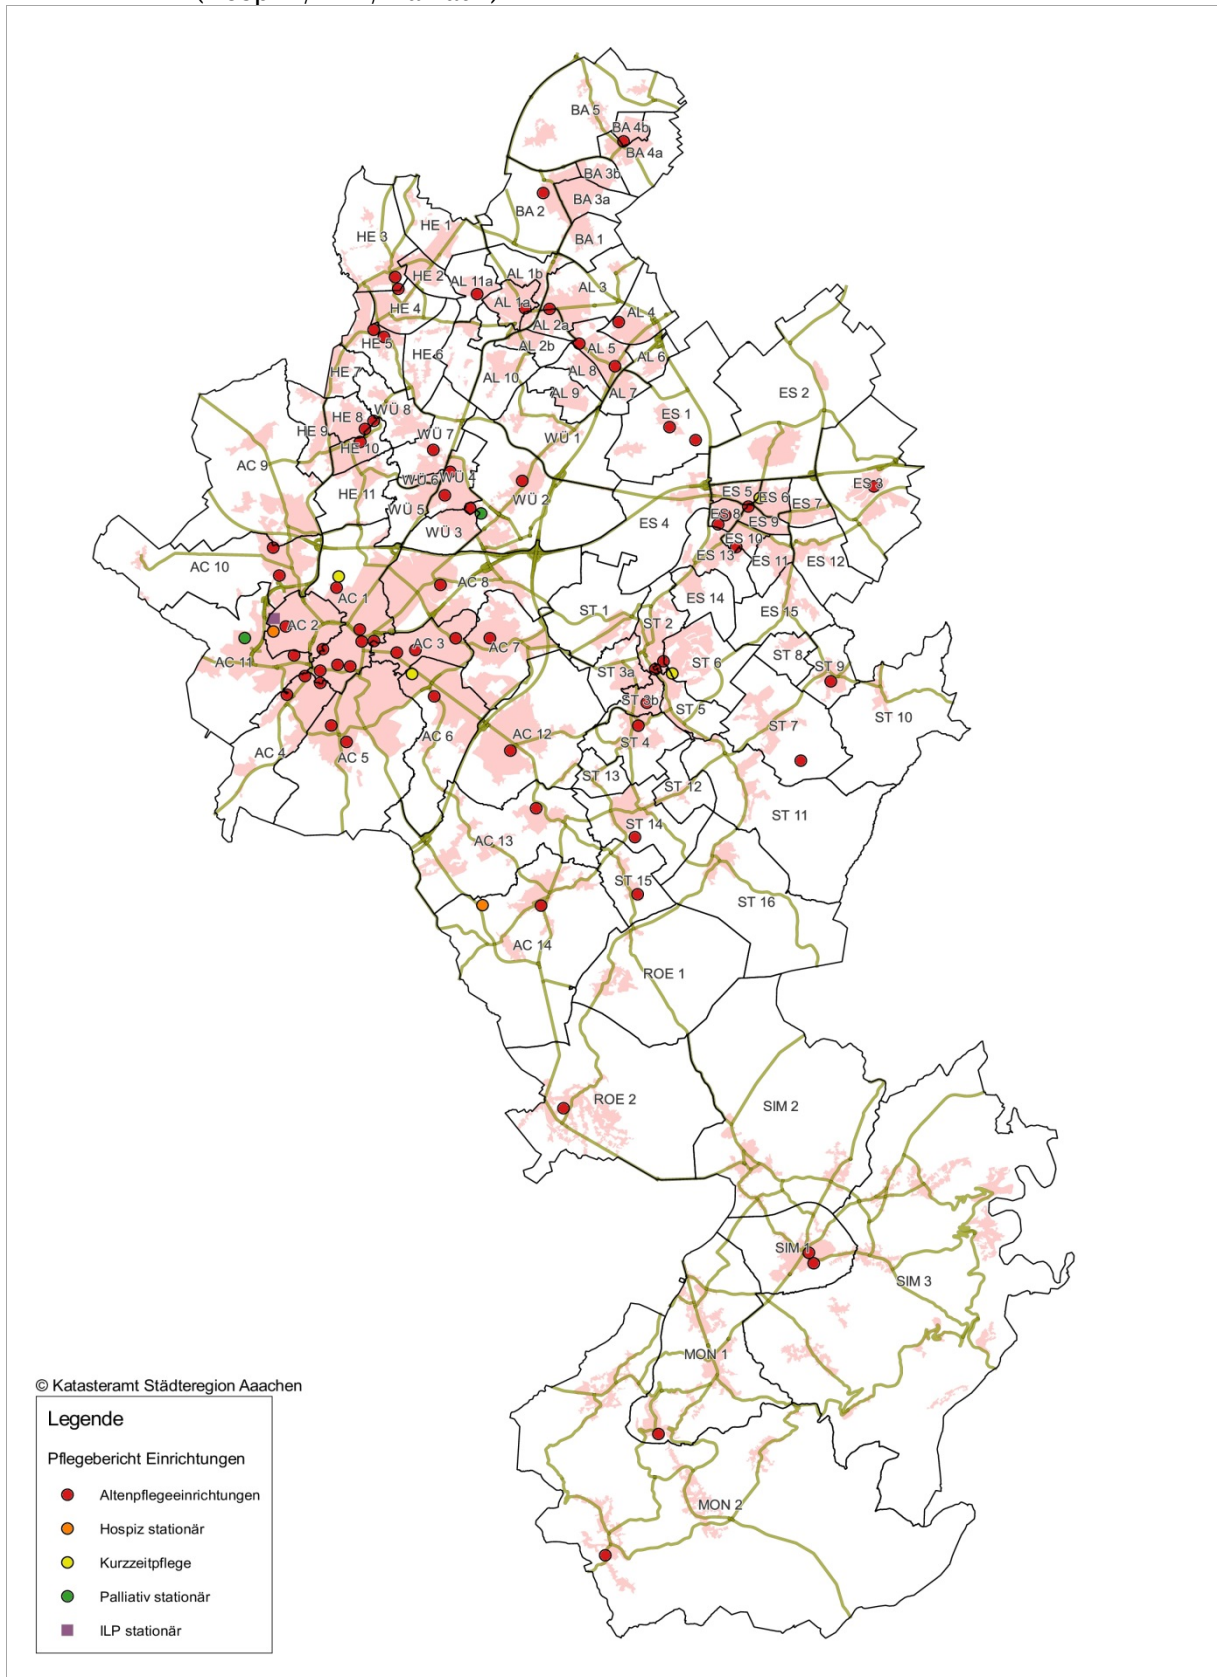 BA 5
BA 4b
BA 4a
BA 3b
BA 3a
BA 2
BA 1
HE 1
HE 3
HE 2
AL 11a
AL 1b
AL 3
AL 1a
HE 4
AL 4
AL 2a
HE 5
HE 6
AL 2b
AL 5
AL 6
HE 7
AL 10
AL 8
AL 9
AL 7
ES 2
HE 8
WÜ 8
ES 1
HE 9
WÜ 7
WÜ 1
HE 10
AC 9
WÜ 6
WÜ 4
ES 3
HE 11
WÜ 2
ES 5
ES 6
ES 7
WÜ 5
ES 4
ES 8
ES 9
WÜ 3
ES 10
ES 13
ES 11
ES 12
AC 10
AC 8
AC 1
ES 14
ST 1
ES 15
AC 2
ST 2
AC 3
AC 7
AC 11
ST 6
ST 8
ST 9
ST 3a
ST 3b
ST 5
ST 10
ST 7
AC 6
AC 12
ST 4
AC 4
AC 5
ST 13
ST 12
ST 11
ST 14
AC 13
ST 15
ST 16
AC 14
ROE 1
ROE 2
SIM 2
SIM 1
SIM 3
MON 1
MON 2
© Katasteramt Städteregion Aaachen
Legende
Pflegebericht Einrichtungen
Altenpflegeeinrichtungen
Hospiz stationär
Kurzzeitpflege
Palliativ stationär
ILP stationär